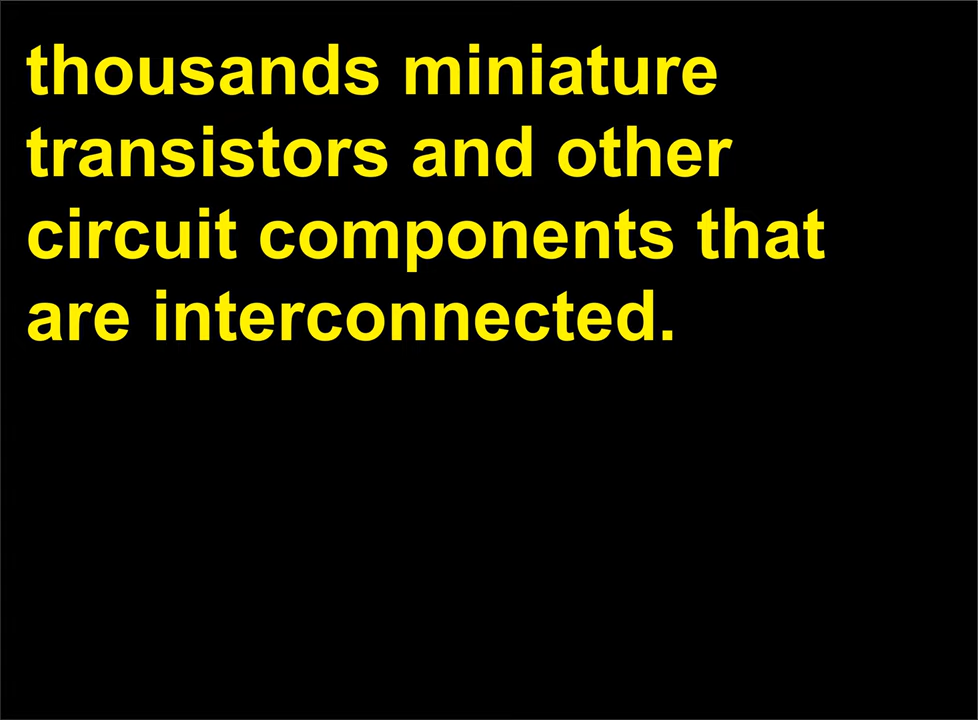 thousands miniature
transistors and other
circuit components that
are interconnected.